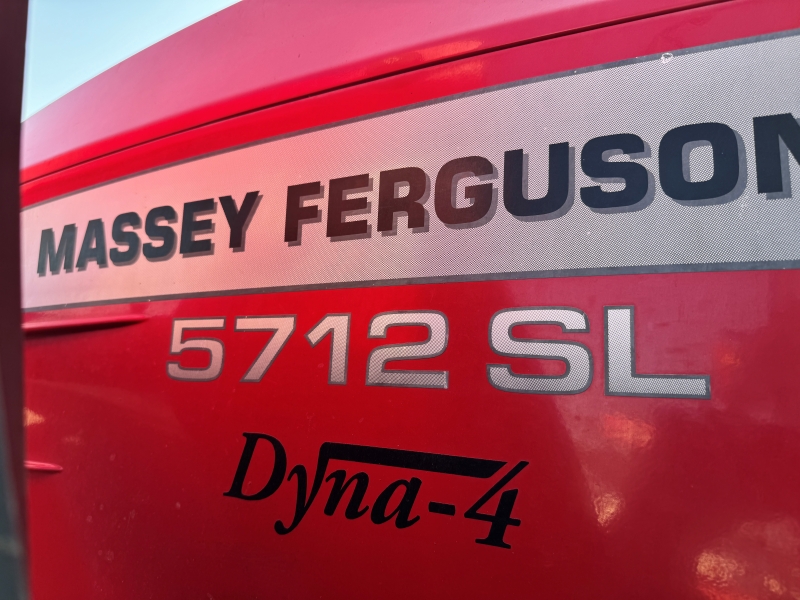 MASSEY FERGUSON
5712 SL
Dyna-4